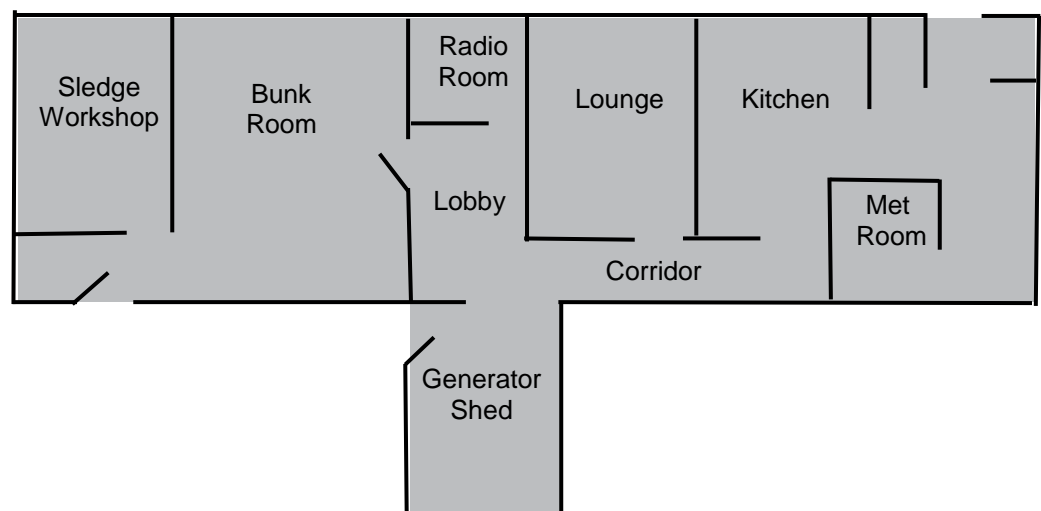 Sledge
Workshop
Bunk
Room
Radio
Room
Lounge
Kitchen
Lobby
Met
Room
Corridor
Generator
Shed